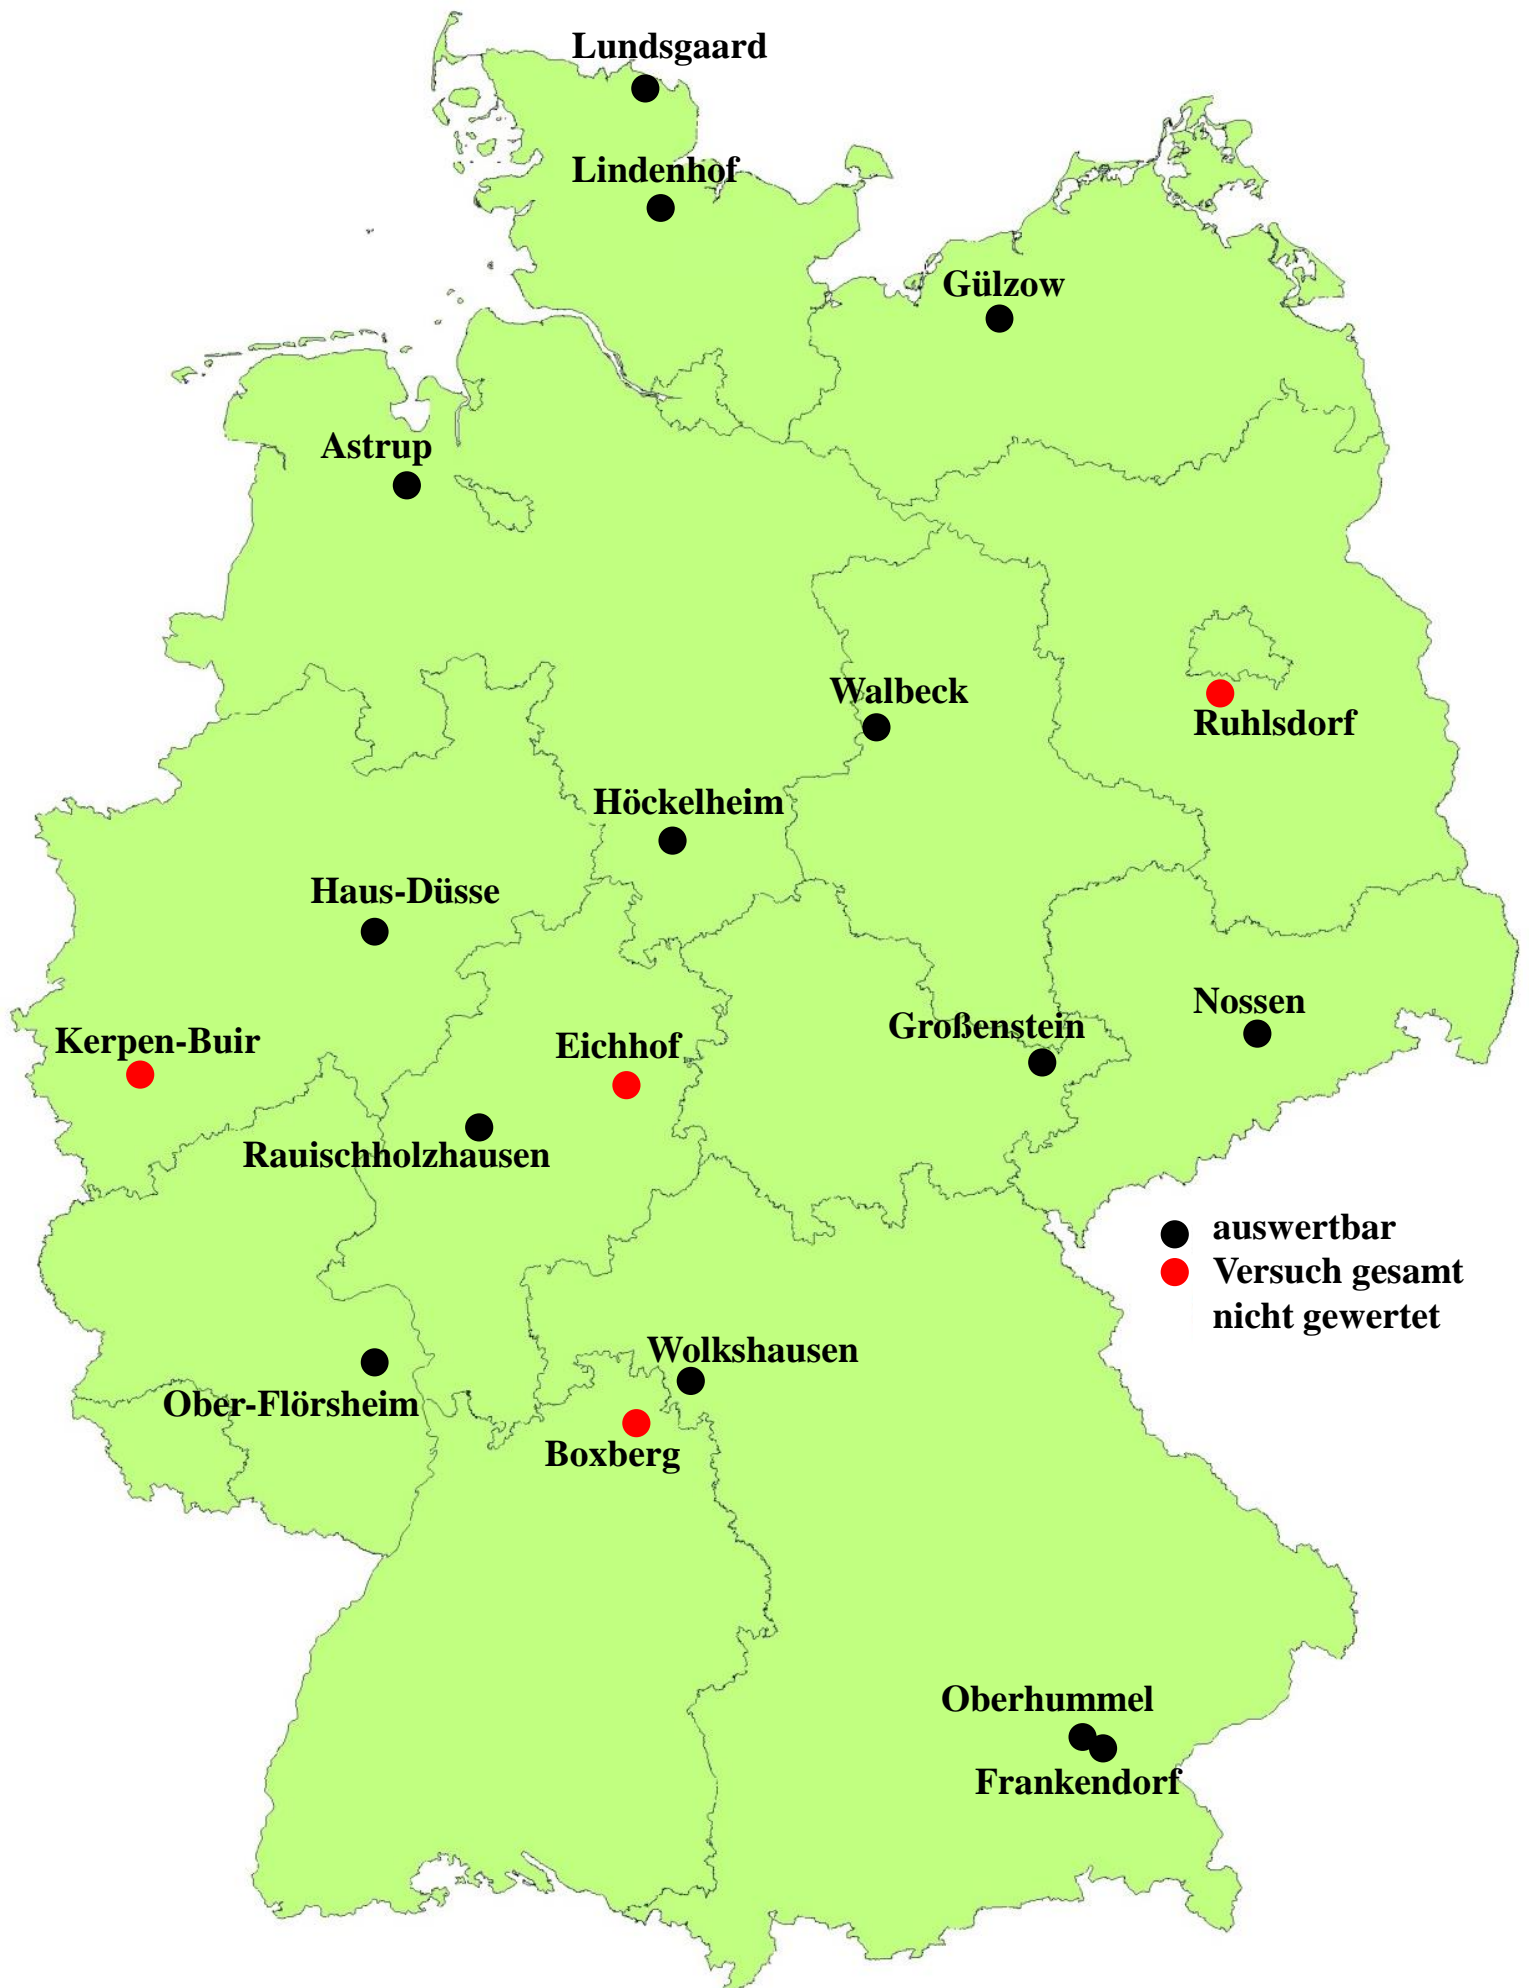 Lundsgaard
Lindenhof
Gülzow
Astrup
Walbeck
Ruhlsdorf
Höckelheim
Haus-Düsse
Nossen
Großenstein
Kerpen-Buir
Eichhof
Rauischholzhausen
auswertbar
Versuch gesamt
nicht gewertet
Wolkshausen
Ober-Flörsheim
Boxberg
Oberhummel
Frankendorf